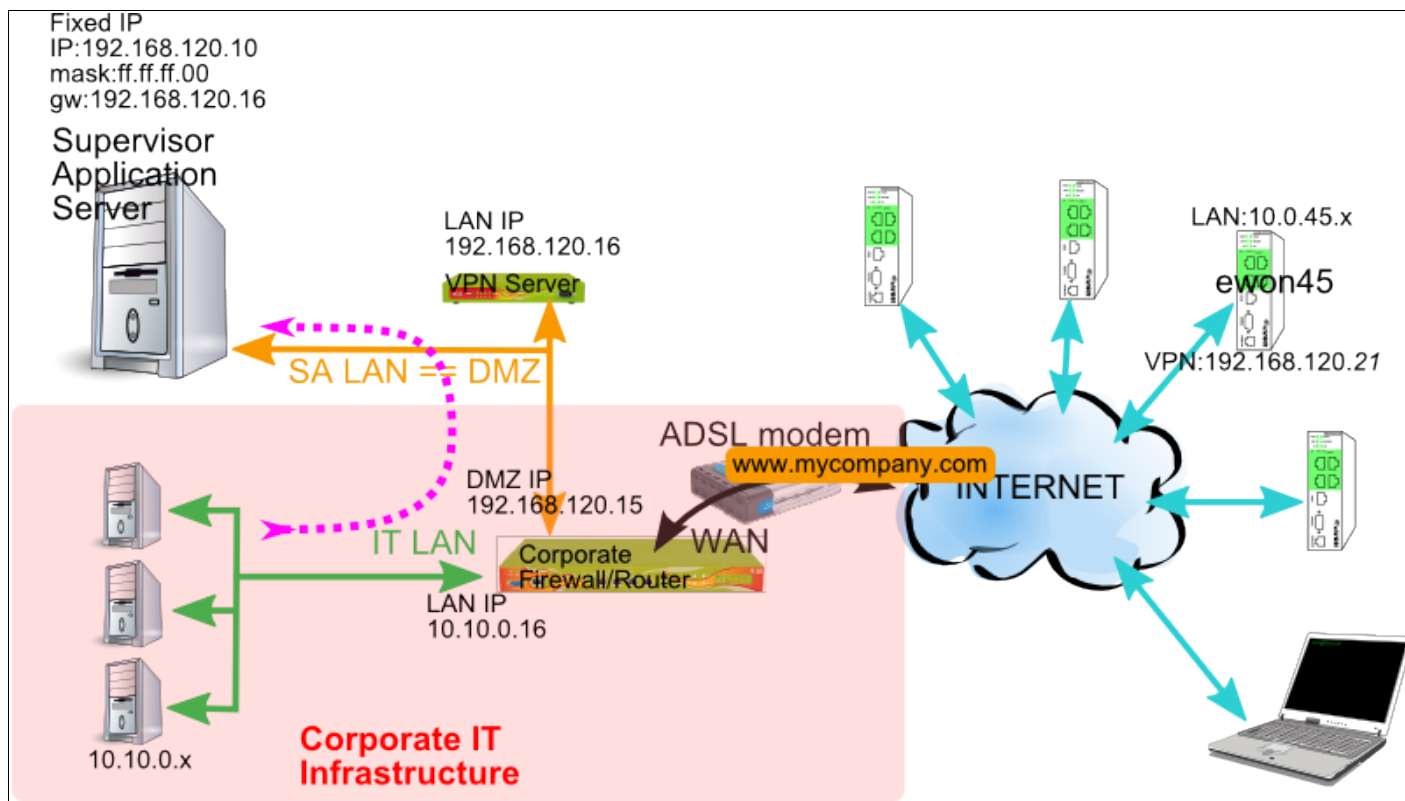 Fixed IP
IP:192.168.120.10
mask:ff.ff.ff.00
gw:192.168.120.16
Supervisor
Application
Server
LAN IP
192.168.120.16
VPN Server
SA LAN == DMZ
LAN:10.0.45.x
ewon45
VPN:192.168.120.21
ADSL modem
www.mycompany.com
INTERNET
DMZ IP
192.168.120.15
WAN
IT LAN
Corporate
Firewall/Router
LAN IP
10.10.0.16
10.10.0.x
Corporate IT
Infrastructure